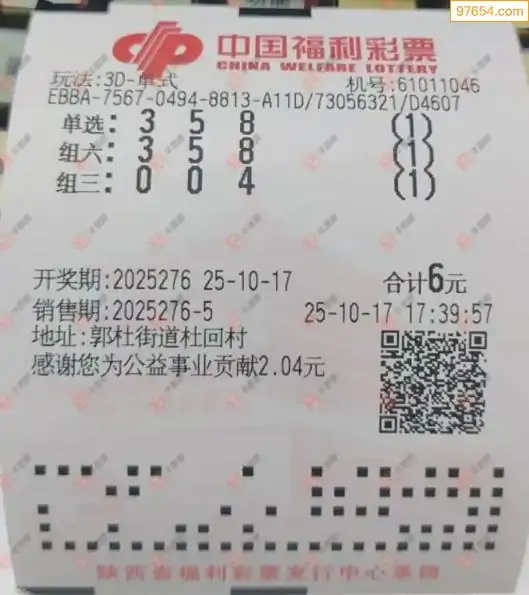 97654.com
中国福利彩票
CHINA WELFARE LOTTERY
玩法:3D-单式 机号:61011046
EBBA-7567-0494-8813-A11D/73056321/D4607
单选: 3 5 8 (1)
组六: 3 5 8 (1)
组三: 0 0 4 (1)
开奖期:2025276 25-10-17 合计6元
销售期:2025276-5 25-10-17 17:39:57
地址:郭杜街道杜回村
感谢您为公益事业贡献2.04元
陕西省福利彩票发行中心承销